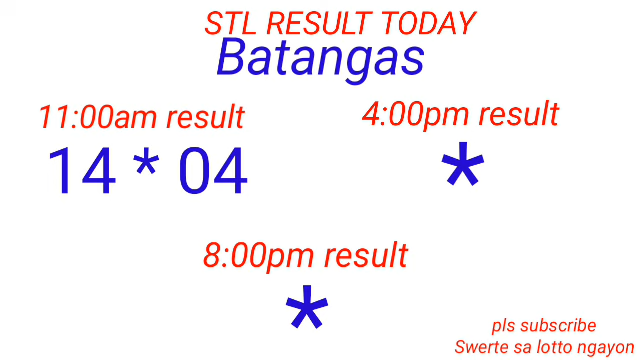 STL RESULT TODAY
Batangas
11:00am result
14 * 04
4:00pm result
*
8:00pm result
*
pls subscribe
Swerte sa lotto ngayon